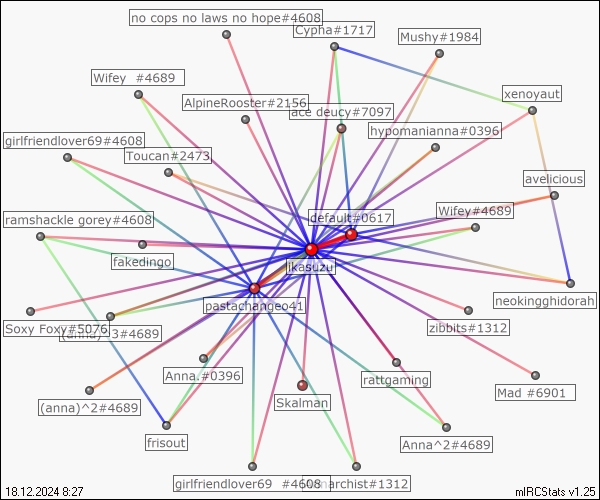 no cops no laws no hope#4608
Cypha#1717
Mushy#1984
Wifey #4689
xenoyaut
AlpineRooster#2156
ace deucy#7097
hypomanianna#0396
girlfriendlover69#4608
Toucan#2473
avelicious
ramshackle gorey#4608
default#0617
Wifey#4689
fakedingo
ikasuzu
pastachangeo41
neokingghidorah
Soxy Foxy#5076
(anna)^3#4689
zibbits#1312
Anna.#0396
rattgaming
Mad #6901
(anna)^2#4689
Skalman
frisout
Anna^2#4689
girlfriendlover69 #4608
archist#1312
18.12.2024 8:27
mIRCStats v1.25